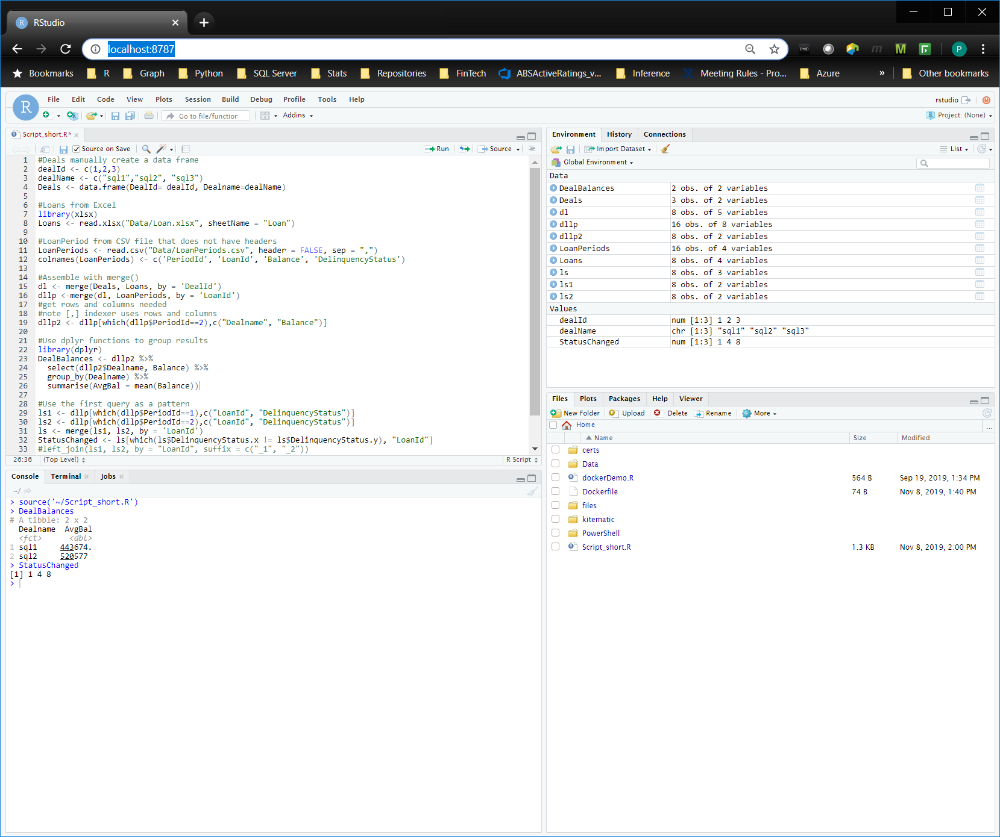 RStudio
localhost:8787
Bookmarks R Graph Python SQL Server Stats Repositories FinTech ABSActiveRatings_v... Inference Meeting Rules - Pro... Azure » Other bookmarks
File Edit Code View Plots Session Build Debug Profile Tools Help
rstudio
Go to file/function Addins
Project: (None)
Script_short.R*
Source on Save Run Source
1 #Deals manually create a data frame
2 dealId <- c(1,2,3)
3 dealName <- c("sql1","sql2", "sql3")
4 Deals <- data.frame(DealId= dealId, Dealname=dealName)
5
6 #Loans from Excel
7 library(xlsx)
8 Loans <- read.xlsx("Data/Loan.xlsx", sheetName = "Loan")
9
10 #LoanPeriod from CSV file that does not have headers
11 LoanPeriods <- read.csv("Data/LoanPeriods.csv", header = FALSE, sep = ",")
12 colnames(LoanPeriods) <- c('PeriodId', 'LoanId', 'Balance', 'DelinquencyStatus')
13
14 #Assemble with merge()
15 dl <- merge(Deals, Loans, by = 'DealId')
16 dllp <-merge(dl, LoanPeriods, by = 'LoanId')
17 #get rows and columns needed
18 #note [,] indexer uses rows and columns
19 dllp2 <- dllp[which(dllp$PeriodId==2),c("Dealname", "Balance")]
20
21 #Use dplyr functions to group results
22 library(dplyr)
23 DealBalances <- dllp2 %>%
24 select(dllp2$Dealname, Balance) %>%
25 group_by(Dealname) %>%
26 summarise(AvgBal = mean(Balance))
27
28 #Use the first query as a pattern
29 ls1 <- dllp[which(dllp$PeriodId==1),c("LoanId", "DelinquencyStatus")]
30 ls2 <- dllp[which(dllp$PeriodId==2),c("LoanId", "DelinquencyStatus")]
31 ls <- merge(ls1, ls2, by = 'LoanId')
32 StatusChanged <- ls[which(ls$DelinquencyStatus.x != ls$DelinquencyStatus.y), "LoanId"]
33 #left_join(ls1, ls2, by = "LoanId", suffix = c("_1", "_2"))
26:36 (Top Level) R Script
Console Terminal Jobs
~/
> source('~/Script_short.R')
> DealBalances
# A tibble: 2 x 2
Dealname AvgBal
<fct> <dbl>
1 sql1 443674.
2 sql2 520577
> StatusChanged
[1] 1 4 8
>
Environment History Connections
Import Dataset List
Global Environment
Data
DealBalances 2 obs. of 2 variables
Deals 3 obs. of 2 variables
dl 8 obs. of 5 variables
dllp 16 obs. of 8 variables
dllp2 8 obs. of 2 variables
LoanPeriods 16 obs. of 4 variables
Loans 8 obs. of 4 variables
ls 8 obs. of 3 variables
ls1 8 obs. of 2 variables
ls2 8 obs. of 2 variables
Values
dealId num [1:3] 1 2 3
dealName chr [1:3] "sql1" "sql2" "sql3"
StatusChanged num [1:3] 1 4 8
Files Plots Packages Help Viewer
New Folder Upload Delete Rename More
Home ...
Name Size Modified
certs
Data
dockerDemo.R 564 B Sep 19, 2019, 1:34 PM
Dockerfile 74 B Nov 8, 2019, 1:40 PM
files
kitematic
PowerShell
Script_short.R 1.3 KB Nov 8, 2019, 2:00 PM